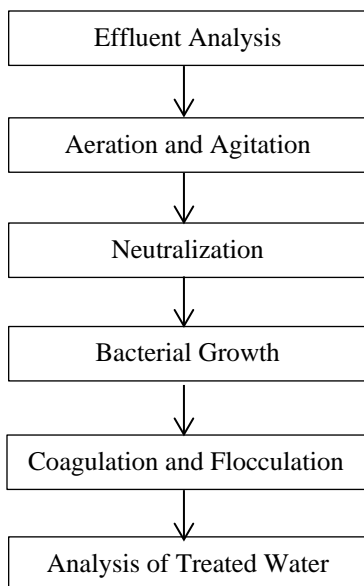 Effluent Analysis
Aeration and Agitation
Neutralization
Bacterial Growth
Coagulation and Flocculation
Analysis of Treated Water